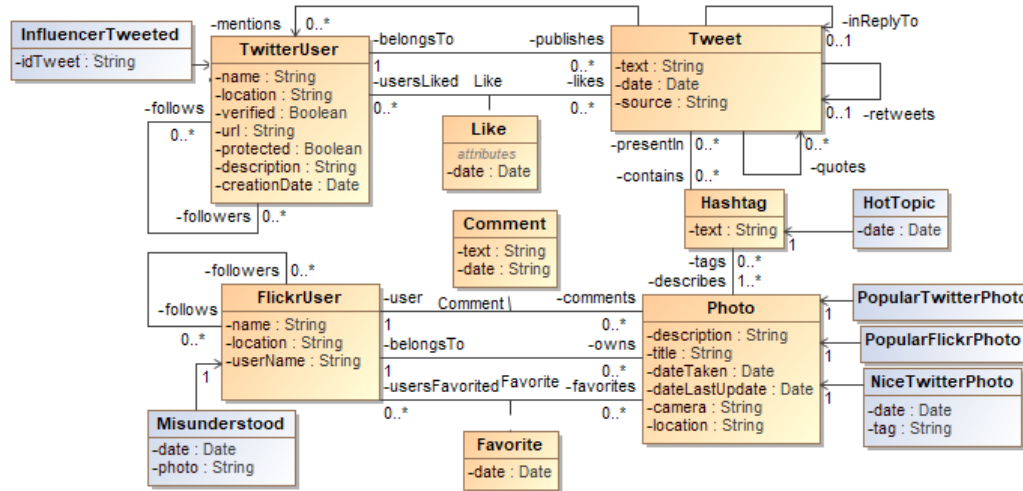 InfluencerTweeted
-idTweet : String
-mentions
0..*
TwitterUser
-name : String
-location : String
-verified : Boolean
-url : String
-protected : Boolean
-description : String
-creationDate : Date
-follows
0..*
-followers
0..*
-belongsTo
1
-publishes
0..*
-usersLiked
0..*
Like
-likes
0..*
Like
attributes
-date : Date
Tweet
-text : String
-date : Date
-source : String
-inReplyTo
0..1
0..1
-retweets
0..*
-quotes
-presentIn
0..*
-contains
0..*
Hashtag
-text : String
HotTopic
-date : Date
1
-tags
0..*
-describes
1..*
Comment
-text : String
-date : String
-followers
0..*
-follows
0..*
FlickrUser
-name : String
-location : String
-userName : String
-user
1
Comment
-comments
0..*
-belongsTo
1
-owns
0..*
-usersFavorited
0..*
Favorite
-favorites
0..*
Favorite
-date : Date
Photo
-description : String
-title : String
-dateTaken : Date
-dateLastUpdate : Date
-camera : String
-location : String
PopularTwitterPhoto
1
PopularFlickrPhoto
1
NiceTwitterPhoto
-date : Date
-tag : String
1
1
Misunderstood
-date : Date
-photo : String